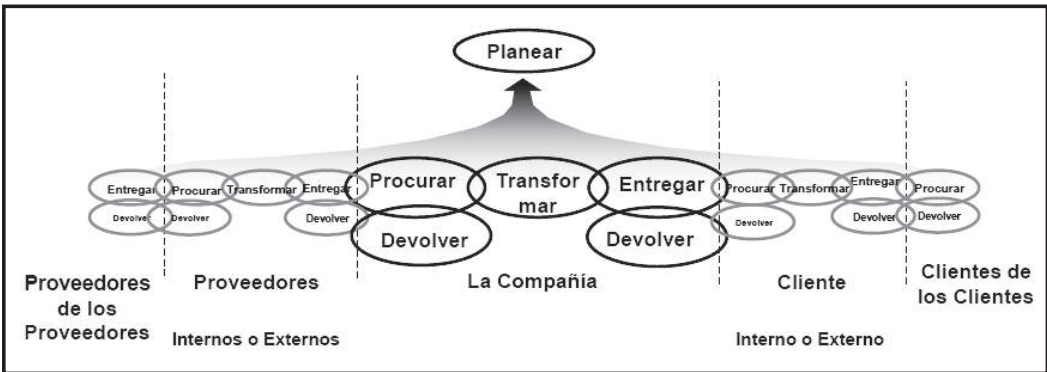 Planear
Entregar Procurar Transformar Entregar Procurar Transfor Entregar Procurar Transformar Entregar Procurar
mar
Devolver Devolver Devolver Devolver Devolver Devolver Devolver Devolver
Proveedores Proveedores La Compañía Cliente Clientes de
de los los Clientes
Proveedores
Internos o Externos Interno o Externo